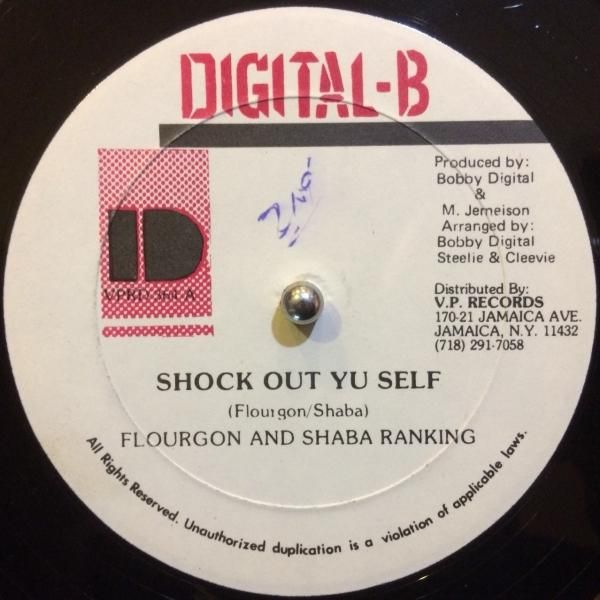 DIGITAL-B
Produced by:
Bobby Digital
&
M. Jemeison
Arranged by:
Bobby Digital
Steelie & Cleevie
D
Distributed By:
V.P. RECORDS
170-21 JAMAICA AVE.
JAMAICA, N.Y. 11432
(718) 291-7058
SHOCK OUT YU SELF
(Flourgon/Shaba)
FLOURGON AND SHABA RANKING
All Rights Reserved. Unauthorized duplication is a violation of applicable laws.